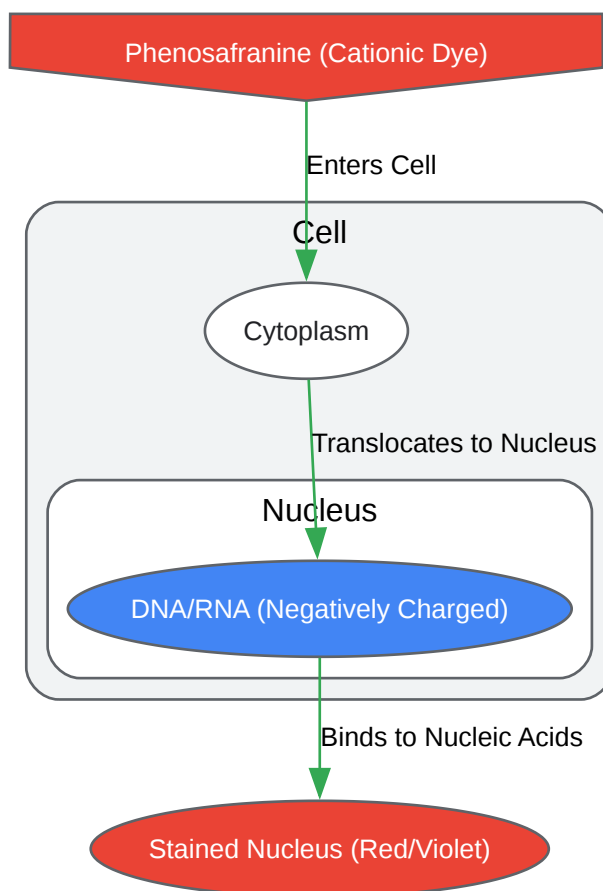 Phenosafranine (Cationic Dye)
Enters Cell
Cell
Cytoplasm
Translocates to Nucleus
Nucleus
DNA/RNA (Negatively Charged)
Binds to Nucleic Acids
Stained Nucleus (Red/Violet)